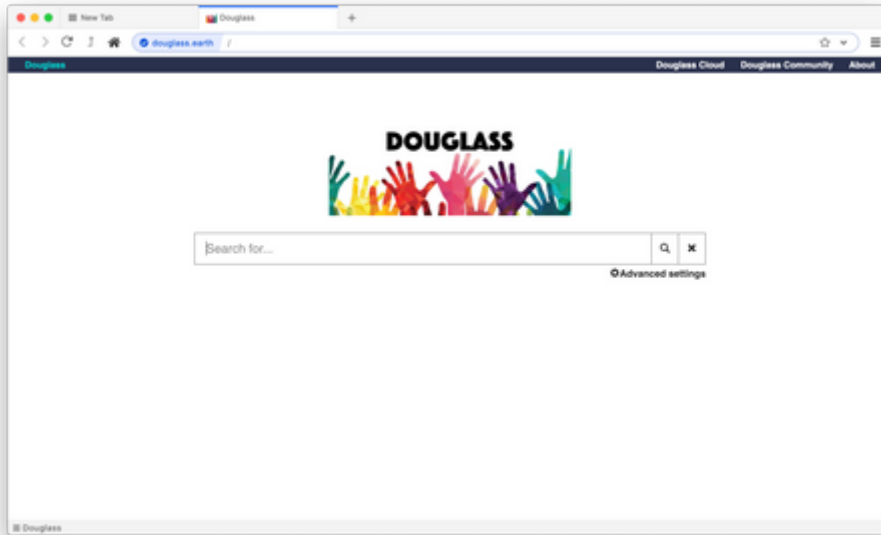 New Tab
Douglass
douglass.earth /
Douglass
Douglass Cloud Douglass Community About
DOUGLASS
Search for...
Advanced settings
Douglass